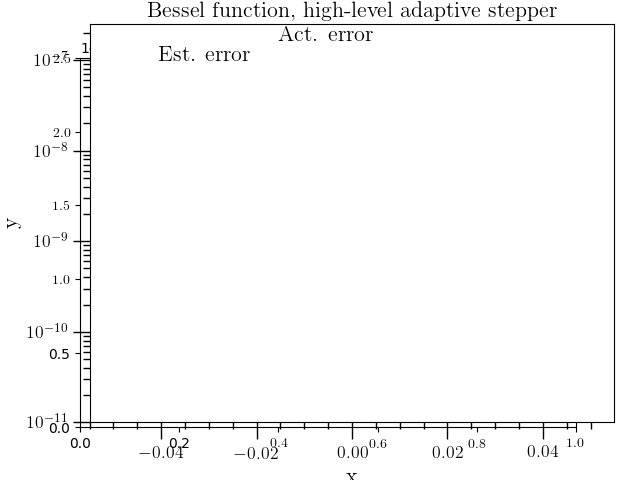 Bessel function, high-level adaptive stepper
Act. error
Est. error
2.5
2.0
10^{-8}
1.5
y
10^{-9}
1.0
10^{-10}
0.5
10^{-11}
0.0
0.0 0.2 0.4 0.6 0.8 1.0
−0.04 −0.02 0.00 0.02 0.04
x